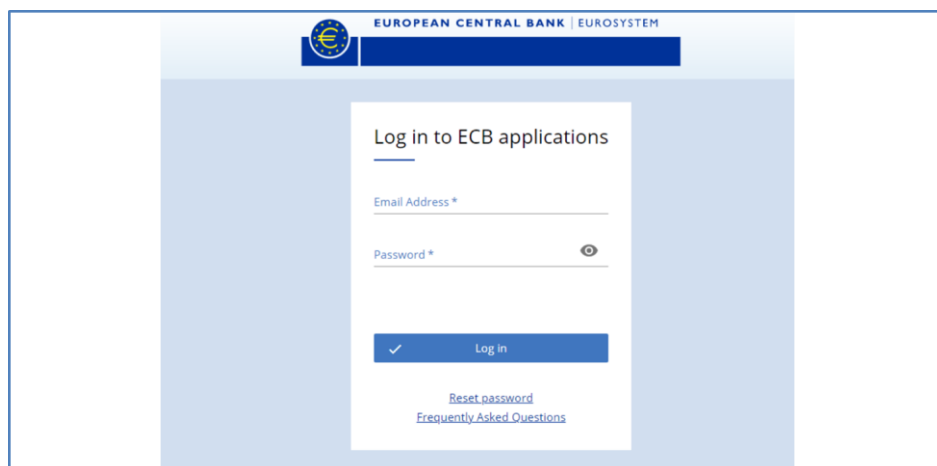 EUROPEAN CENTRAL BANK | EUROSYSTEM
Log in to ECB applications
Email Address *
Password *
Log in
Reset password
Frequently Asked Questions